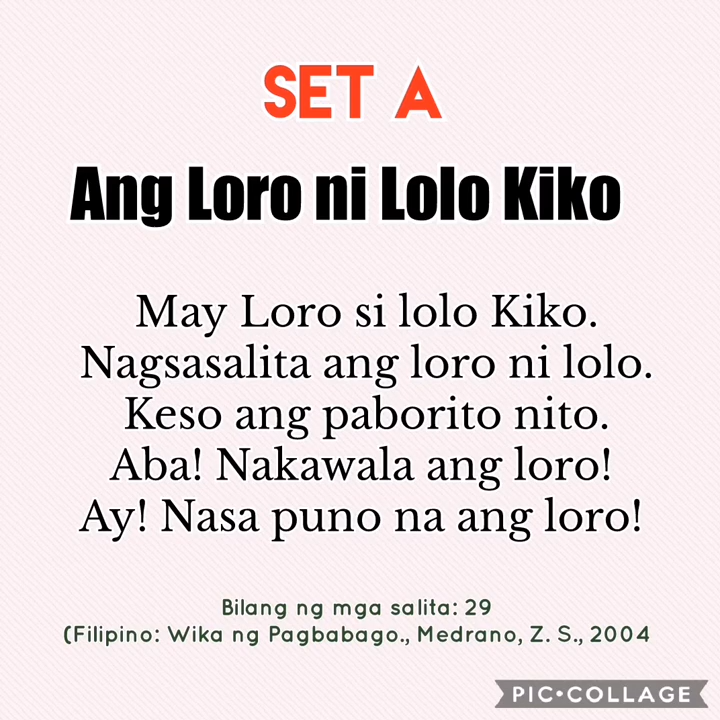 SET A
Ang Loro ni Lolo Kiko
May Loro si lolo Kiko.
Nagsasalita ang loro ni lolo.
Keso ang paborito nito.
Aba! Nakawala ang loro!
Ay! Nasa puno na ang loro!
Bilang ng mga salita: 29
(Filipino: Wika ng Pagbabago., Medrano, Z. S., 2004
PIC•COLLAGE